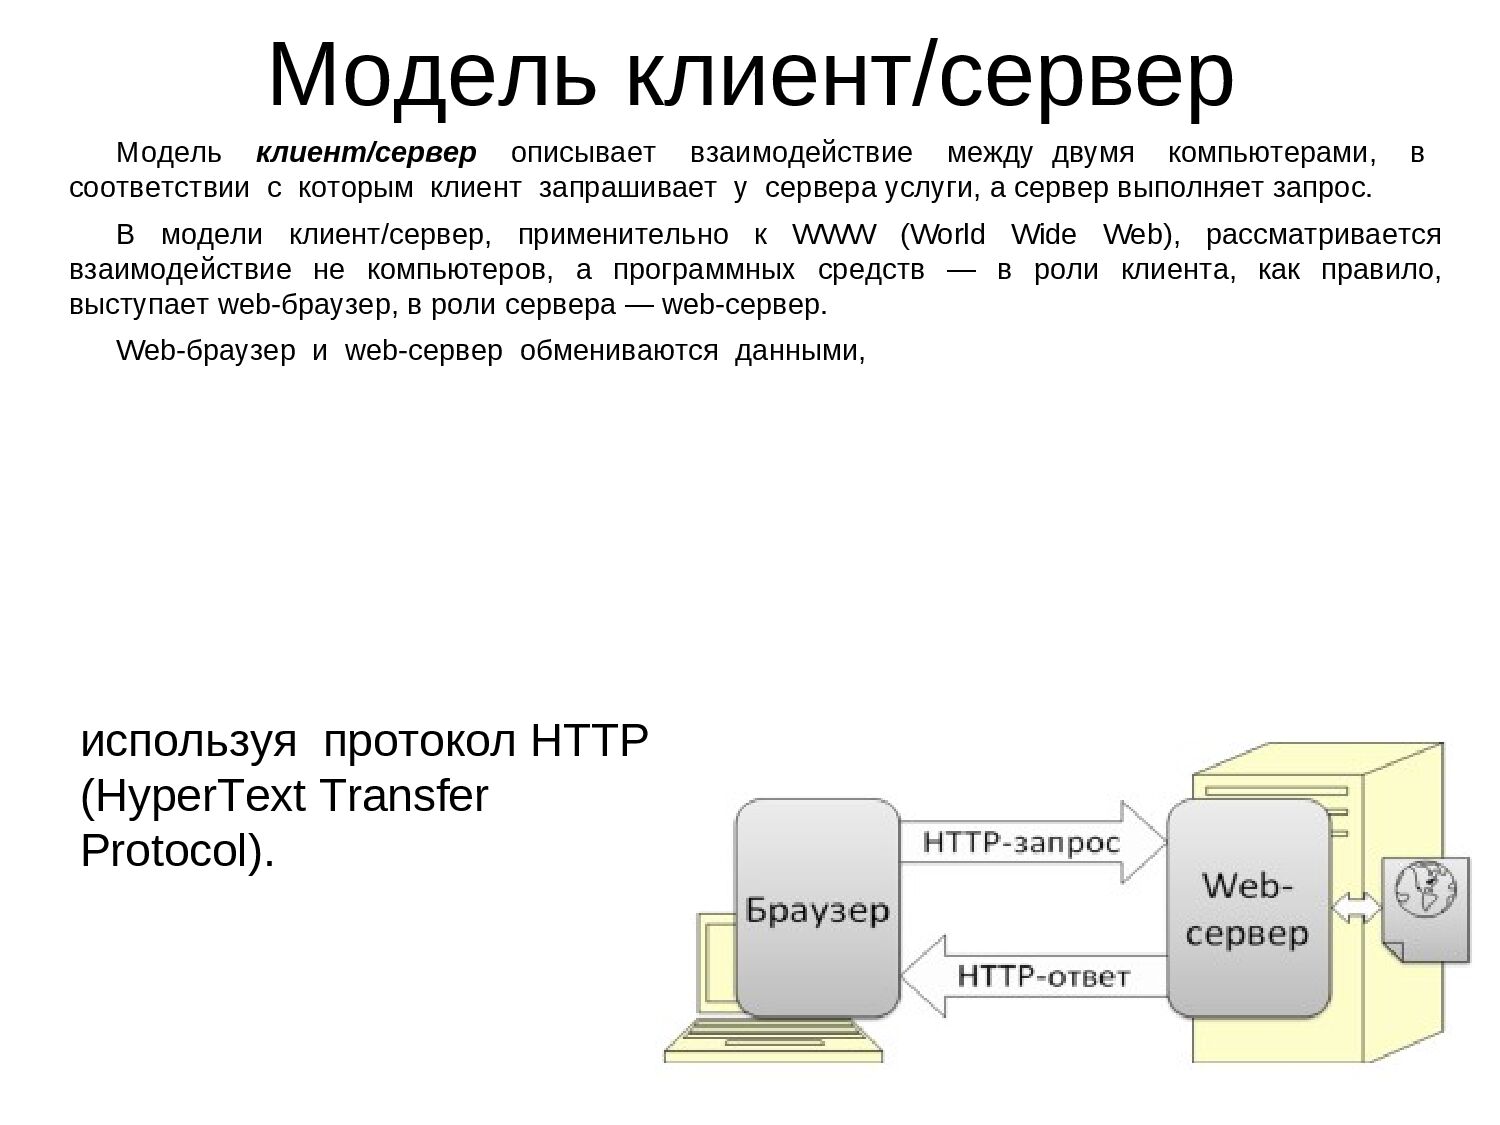 Модель клиент/сервер
Модель клиент/сервер описывает взаимодействие между двумя компьютерами, в
соответствии с которым клиент запрашивает у сервера услуги, а сервер выполняет запрос.
В модели клиент/сервер, применительно к WWW (World Wide Web), рассматривается
взаимодействие не компьютеров, а программных средств — в роли клиента, как правило,
выступает web-браузер, в роли сервера — web-сервер.
Web-браузер и web-сервер обмениваются данными,
используя протокол HTTP
(HyperText Transfer
Protocol).
Браузер
HTTP-запрос
HTTP-ответ
Web-
сервер